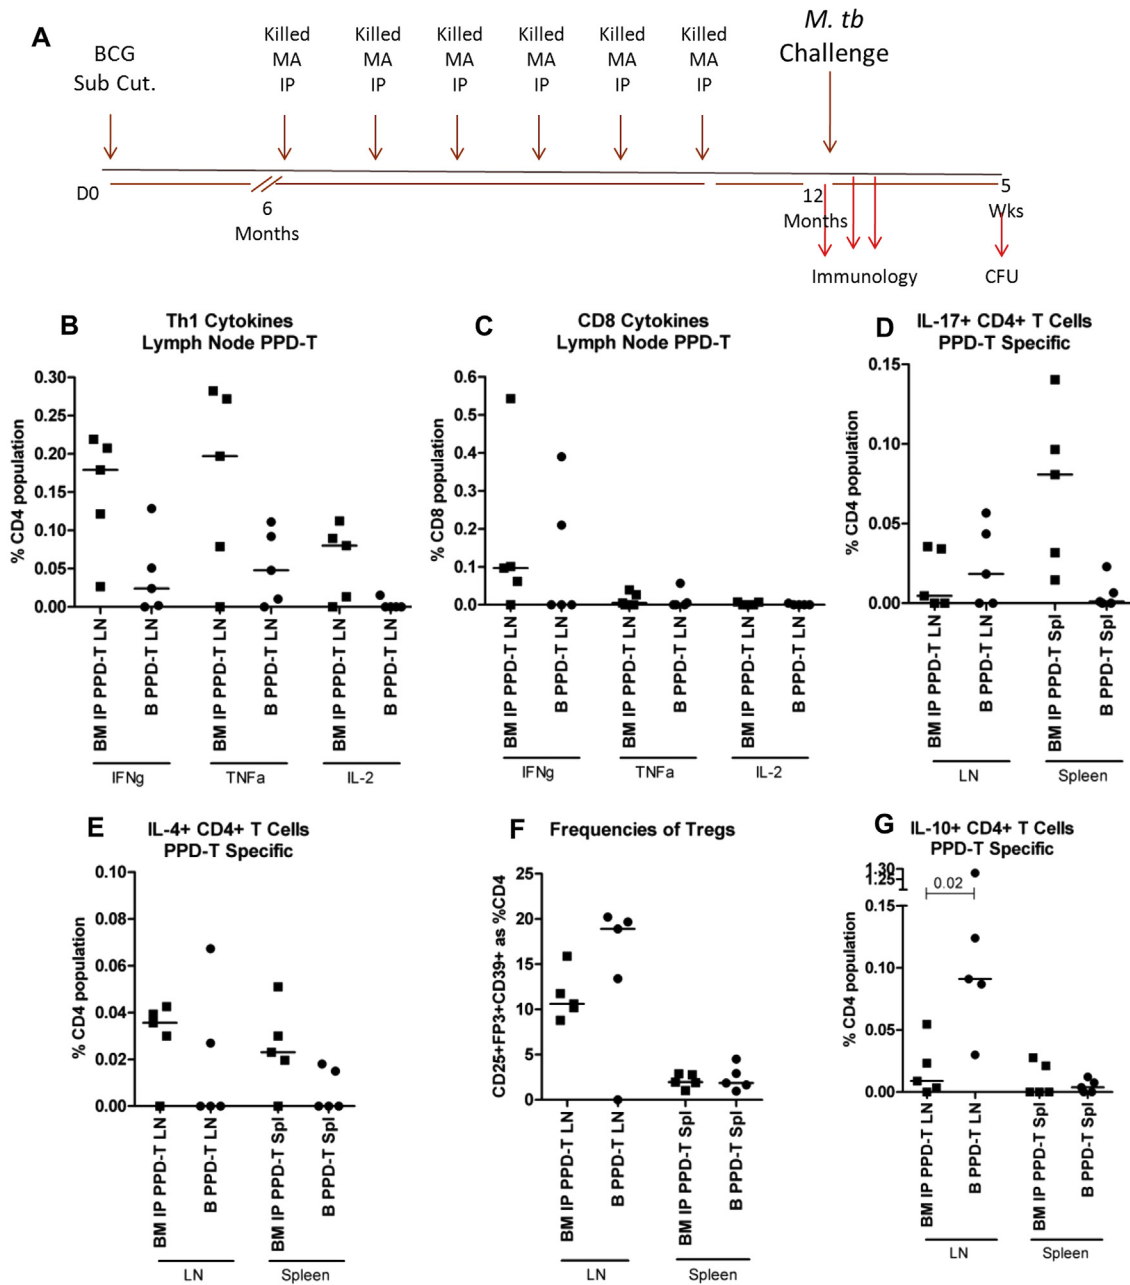 A
BCG
Sub Cut.
Killed
MA
IP
Killed
MA
IP
Killed
MA
IP
Killed
MA
IP
Killed
MA
IP
Killed
MA
IP
M. tb
Challenge
D0
6
Months
12
Months
5
Wks
Immunology
CFU
B
Th1 Cytokines
Lymph Node PPD-T
% CD4 population
0.30
0.25
0.20
0.15
0.10
0.05
0.00
BM IP PPD-T LN
B PPD-T LN
BM IP PPD-T LN
B PPD-T LN
BM IP PPD-T LN
B PPD-T LN
IFNg
TNFa
IL-2
C
CD8 Cytokines
Lymph Node PPD-T
% CD8 population
0.6
0.5
0.4
0.3
0.2
0.1
0.0
BM IP PPD-T LN
B PPD-T LN
BM IP PPD-T LN
B PPD-T LN
BM IP PPD-T LN
B PPD-T LN
IFNg
TNFa
IL-2
D
IL-17+ CD4+ T Cells
PPD-T Specific
% CD4 population
0.15
0.10
0.05
0.00
BM IP PPD-T LN
B PPD-T LN
BM IP PPD-T Spl
B PPD-T Spl
LN
Spleen
E
IL-4+ CD4+ T Cells
PPD-T Specific
% CD4 population
0.10
0.08
0.06
0.04
0.02
0.00
BM IP PPD-T LN
B PPD-T LN
BM IP PPD-T Spl
B PPD-T Spl
LN
Spleen
F
Frequencies of Tregs
CD25+FP3+CD39+ as %CD4
25
20
15
10
5
0
BM IP PPD-T LN
B PPD-T LN
BM IP PPD-T Spl
B PPD-T Spl
LN
Spleen
G
IL-10+ CD4+ T Cells
PPD-T Specific
% CD4 population
1.30
1.25
0.15
0.10
0.05
0.00
0.02
BM IP PPD-T LN
B PPD-T LN
BM IP PPD-T Spl
B PPD-T Spl
LN
Spleen